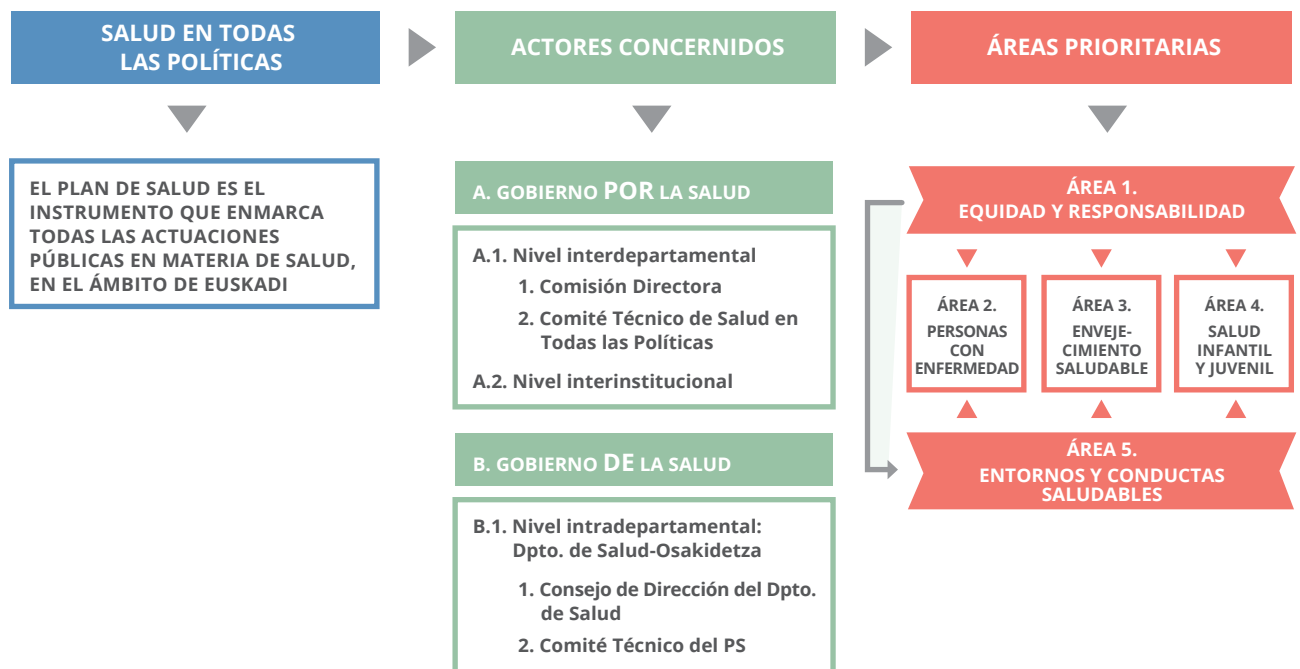 SALUD EN TODAS
LAS POLÍTICAS
EL PLAN DE SALUD ES EL
INSTRUMENTO QUE ENMARCA
TODAS LAS ACTUACIONES
PÚBLICAS EN MATERIA DE SALUD,
EN EL ÁMBITO DE EUSKADI
ACTORES CONCERNIDOS
A. GOBIERNO POR LA SALUD
A.1. Nivel interdepartamental
1. Comisión Directora
2. Comité Técnico de Salud en
Todas las Políticas
A.2. Nivel interinstitucional
B. GOBIERNO DE LA SALUD
B.1. Nivel intradepartamental:
Dpto. de Salud-Osakidetza
1. Consejo de Dirección del Dpto.
de Salud
2. Comité Técnico del PS
ÁREAS PRIORITARIAS
ÁREA 1.
EQUIDAD Y RESPONSABILIDAD
ÁREA 2.
PERSONAS
CON
ENFERMEDAD
ÁREA 3.
ENVEJE-
CIMIENTO
SALUDABLE
ÁREA 4.
SALUD
INFANTIL
Y JUVENIL
ÁREA 5.
ENTORNOS Y CONDUCTAS
SALUDABLES